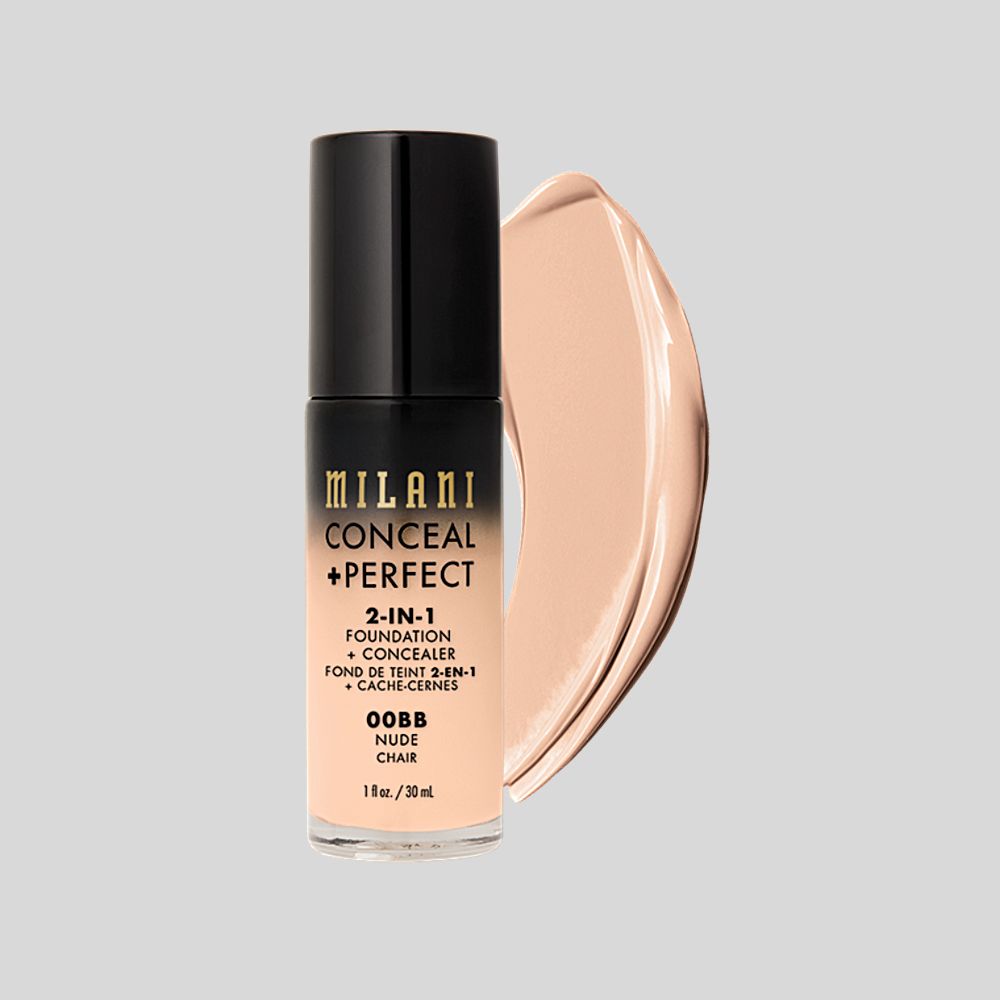 MILANI
CONCEAL
+PERFECT
2-IN-1
FOUNDATION
+ CONCEALER
FOND DE TEINT 2-EN-1
+ CACHE-CERNES
00BB
NUDE
CHAIR
1 fl oz. / 30 mL